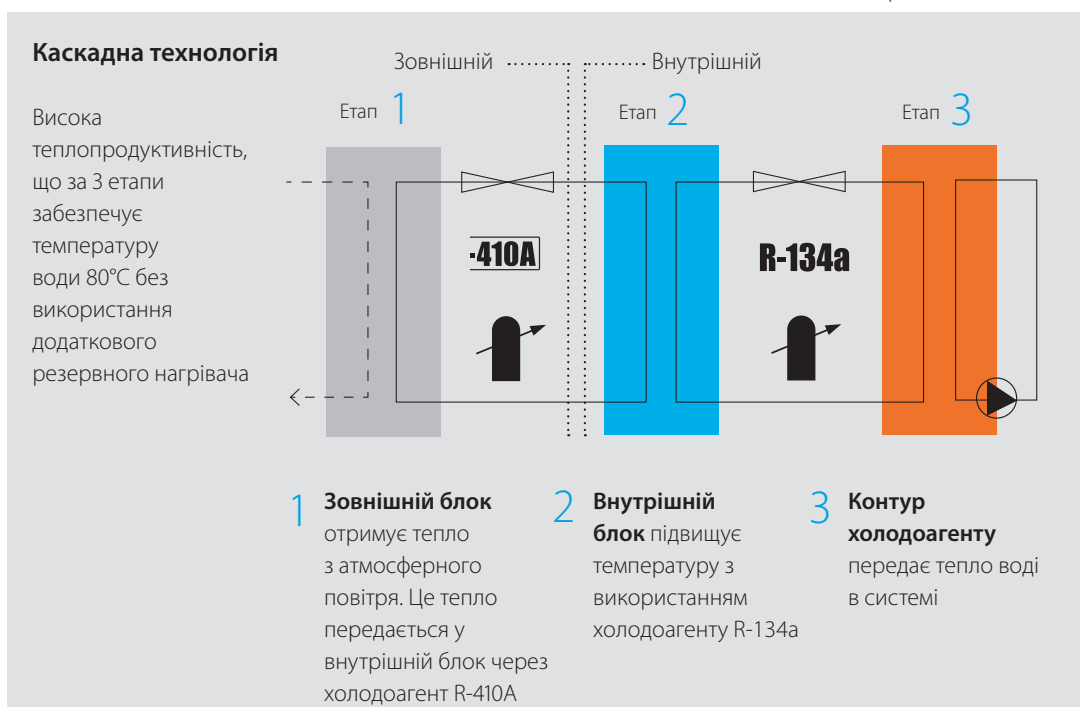 Каскадна технологія
Висока
теплопродуктивність,
що за 3 етапи
забезпечує
температуру
води 80°C без
використання
додаткового
резервного нагрівача
Зовнішній
Внутрішній
Етап 1
Етап 2
Етап 3
-410A
R-134a
1 Зовнішній блок
отримує тепло
з атмосферного
повітря. Це тепло
передається у
внутрішній блок через
холодоагент R-410A
2 Внутрішній
блок підвищує
температуру з
використанням
холодоагенту R-134a
3 Контур
холодоагенту
передає тепло воді
в системі